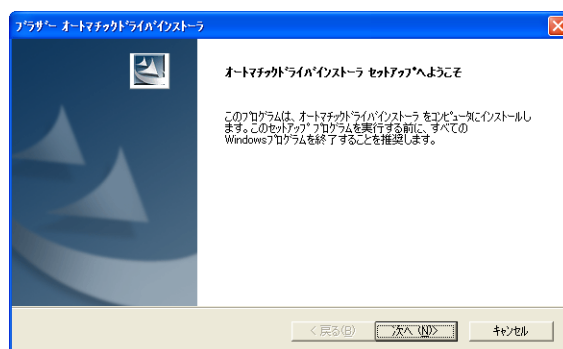 ﾌﾞﾗｻﾞｰ ｵｰﾄﾏﾁｯｸﾄﾞﾗｲﾊﾞｲﾝｽﾄｰﾗ
ｵｰﾄﾏﾁｯｸﾄﾞﾗｲﾊﾞｲﾝｽﾄｰﾗ ｾｯﾄｱｯﾌﾟへようこそ
このﾌﾟﾛｸﾞﾗﾑは、ｵｰﾄﾏﾁｯｸﾄﾞﾗｲﾊﾞｲﾝｽﾄｰﾗ をｺﾝﾋﾟｭｰﾀにｲﾝｽﾄｰﾙし
ます。このｾｯﾄｱｯﾌﾟ ﾌﾟﾛｸﾞﾗﾑを実行する前に、すべての
Windowsﾌﾟﾛｸﾞﾗﾑを終了することを推奨します。
< 戻る(B) 次へ (N)> ｷｬﾝｾﾙ